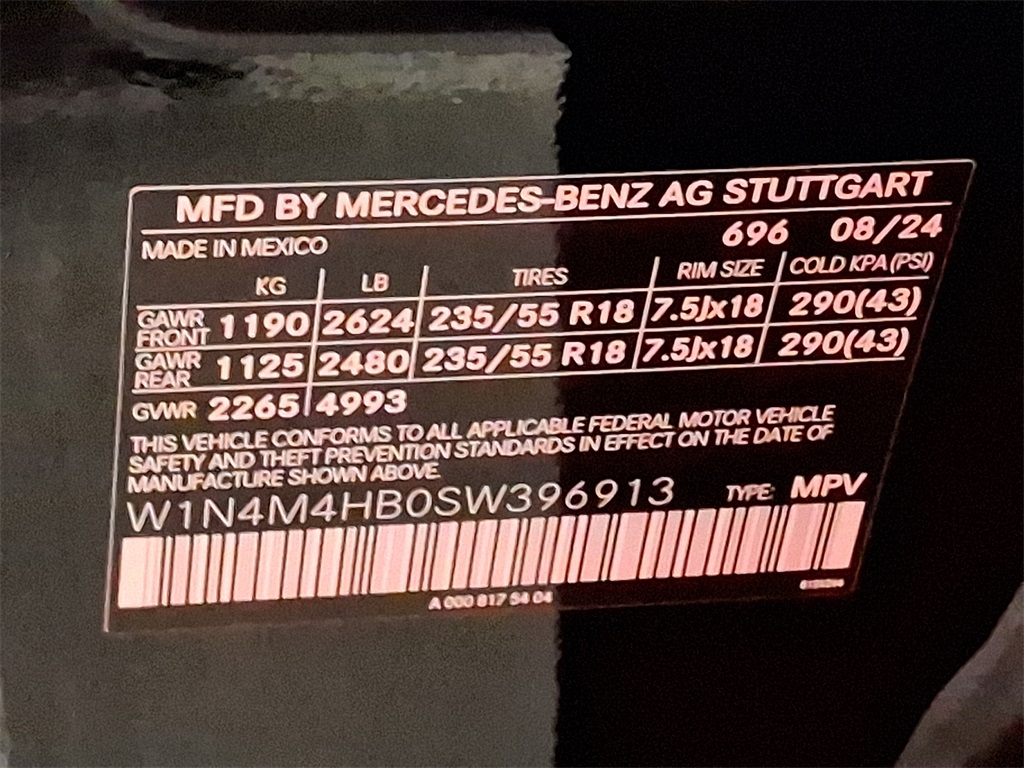 MFD BY MERCEDES-BENZ AG STUTTGART
MADE IN MEXICO 696 08/24
KG LB TIRES RIM SIZE COLD KPA (PSI)
GAWR FRONT 1190 2624 235/55 R18 7.5Jx18 290(43)
GAWR REAR 1125 2480 235/55 R18 7.5Jx18 290(43)
GVWR 2265 4993
THIS VEHICLE CONFORMS TO ALL APPLICABLE FEDERAL MOTOR VEHICLE
SAFETY AND THEFT PREVENTION STANDARDS IN EFFECT ON THE DATE OF
MANUFACTURE SHOWN ABOVE.
W1N4M4HB0SW396913 TYPE: MPV
A 000 817 54 04